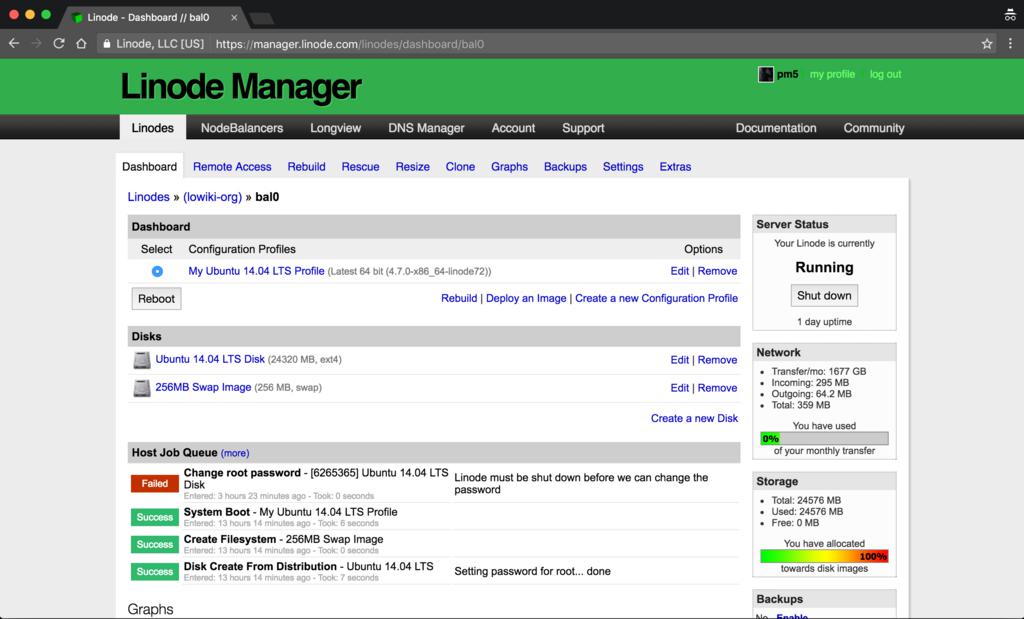 Linode - Dashboard // bal0
Linode, LLC [US] https://manager.linode.com/linodes/dashboard/bal0
Linode Manager
pm5 my profile log out
Linodes NodeBalancers Longview DNS Manager Account Support Documentation Community
Dashboard Remote Access Rebuild Rescue Resize Clone Graphs Backups Settings Extras
Linodes » (lowiki-org) » bal0
Dashboard
Select Configuration Profiles Options
My Ubuntu 14.04 LTS Profile (Latest 64 bit (4.7.0-x86_64-linode72)) Edit | Remove
Reboot Rebuild | Deploy an Image | Create a new Configuration Profile
Disks
Ubuntu 14.04 LTS Disk (24320 MB, ext4) Edit | Remove
256MB Swap Image (256 MB, swap) Edit | Remove
Create a new Disk
Host Job Queue (more)
Failed
Change root password - [6265365] Ubuntu 14.04 LTS
Disk
Entered: 3 hours 23 minutes ago - Took: 0 seconds
Linode must be shut down before we can change the
password
Success
System Boot - My Ubuntu 14.04 LTS Profile
Entered: 13 hours 14 minutes ago - Took: 6 seconds
Success
Create Filesystem - 256MB Swap Image
Entered: 13 hours 14 minutes ago - Took: 0 seconds
Success
Disk Create From Distribution - Ubuntu 14.04 LTS
Entered: 13 hours 14 minutes ago - Took: 7 seconds
Setting password for root... done
Graphs
Server Status
Your Linode is currently
Running
Shut down
1 day uptime
Network
• Transfer/mo: 1677 GB
• Incoming: 295 MB
• Outgoing: 64.2 MB
• Total: 359 MB
You have used
0%
of your monthly transfer
Storage
• Total: 24576 MB
• Used: 24576 MB
• Free: 0 MB
You have allocated
100%
towards disk images
Backups
No Enable